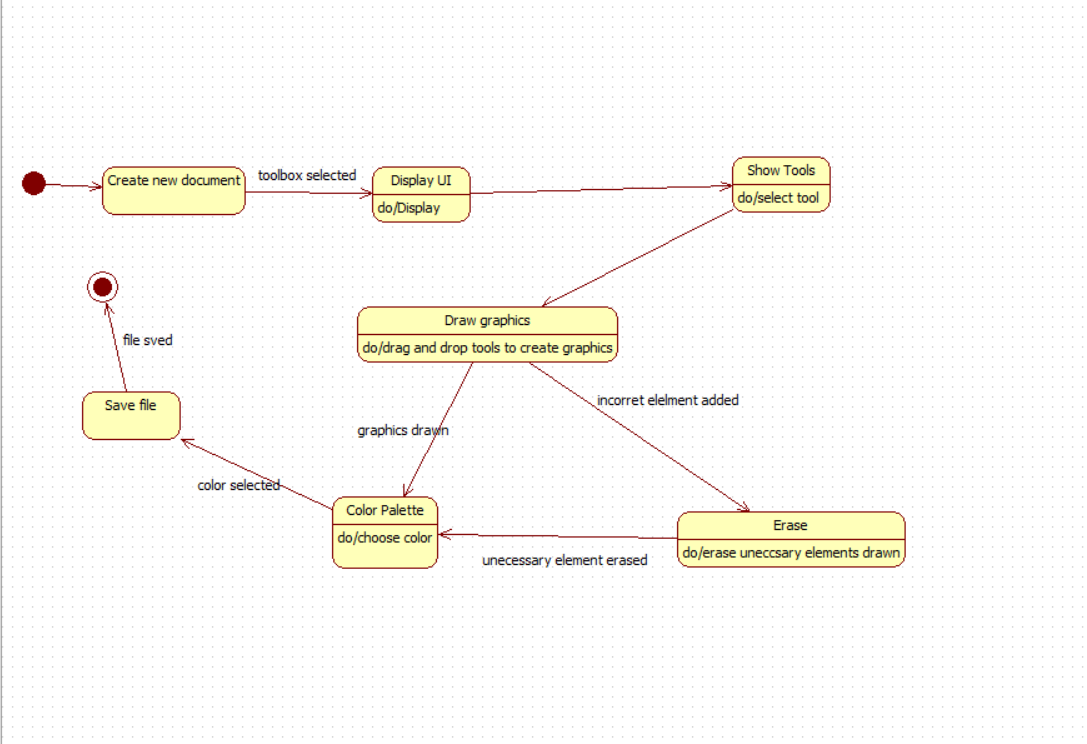 Create new document
toolbox selected
Display UI
do/Display
Show Tools
do/select tool
Draw graphics
do/drag and drop tools to create graphics
file sved
Save file
incorret elelment added
graphics drawn
color selected
Color Palette
do/choose color
Erase
do/erase uneccsary elements drawn
unecessary element erased